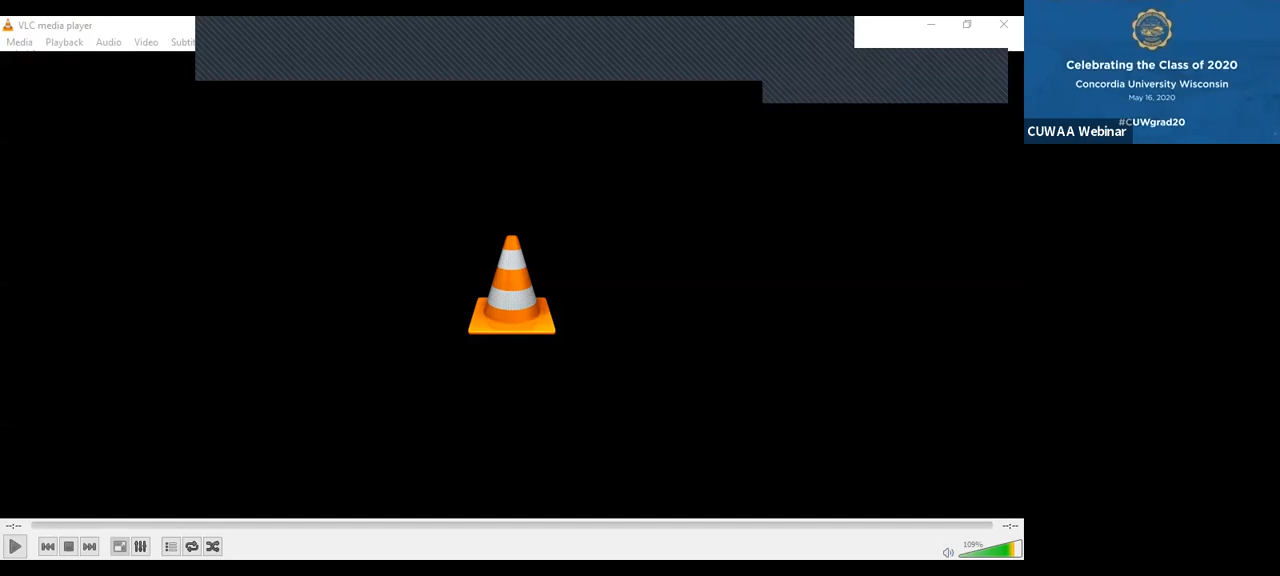 VLC media player
Media Playback Audio Video Subtit
Celebrating the Class of 2020
Concordia University Wisconsin
May 16, 2020
#CUWgrad20
CUWAA Webinar
--:-- --:--
109%